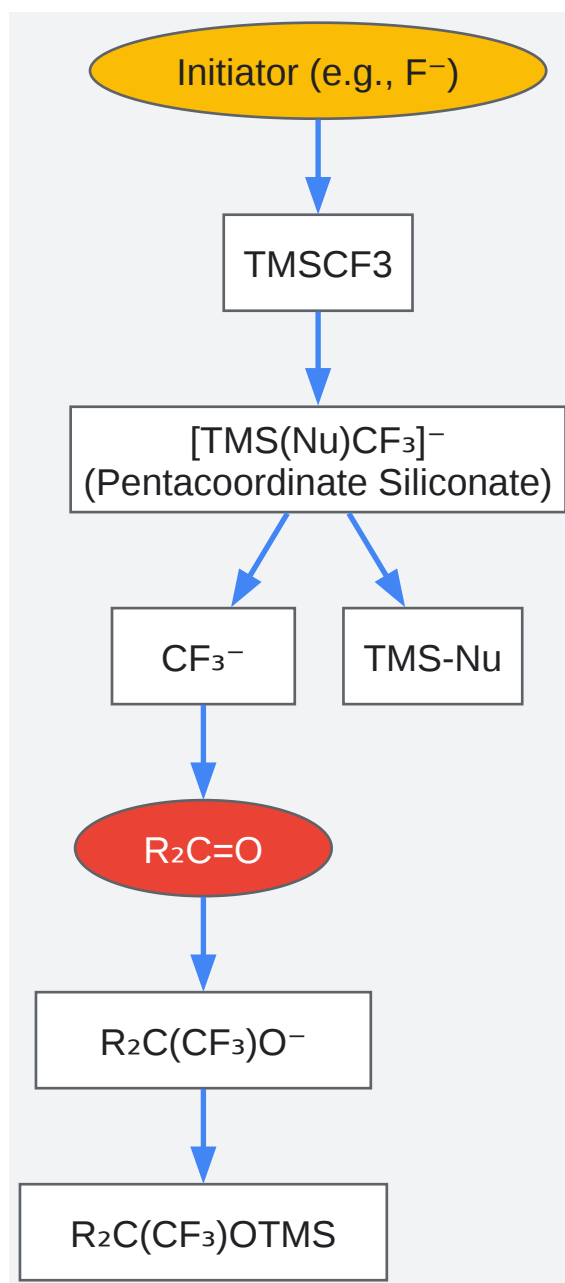 Initiator (e.g., F⁻)
TMSCF3
[TMS(Nu)CF₃]⁻
(Pentacoordinate Siliconate)
CF₃⁻
TMS-Nu
R₂C=O
R₂C(CF₃)O⁻
R₂C(CF₃)OTMS